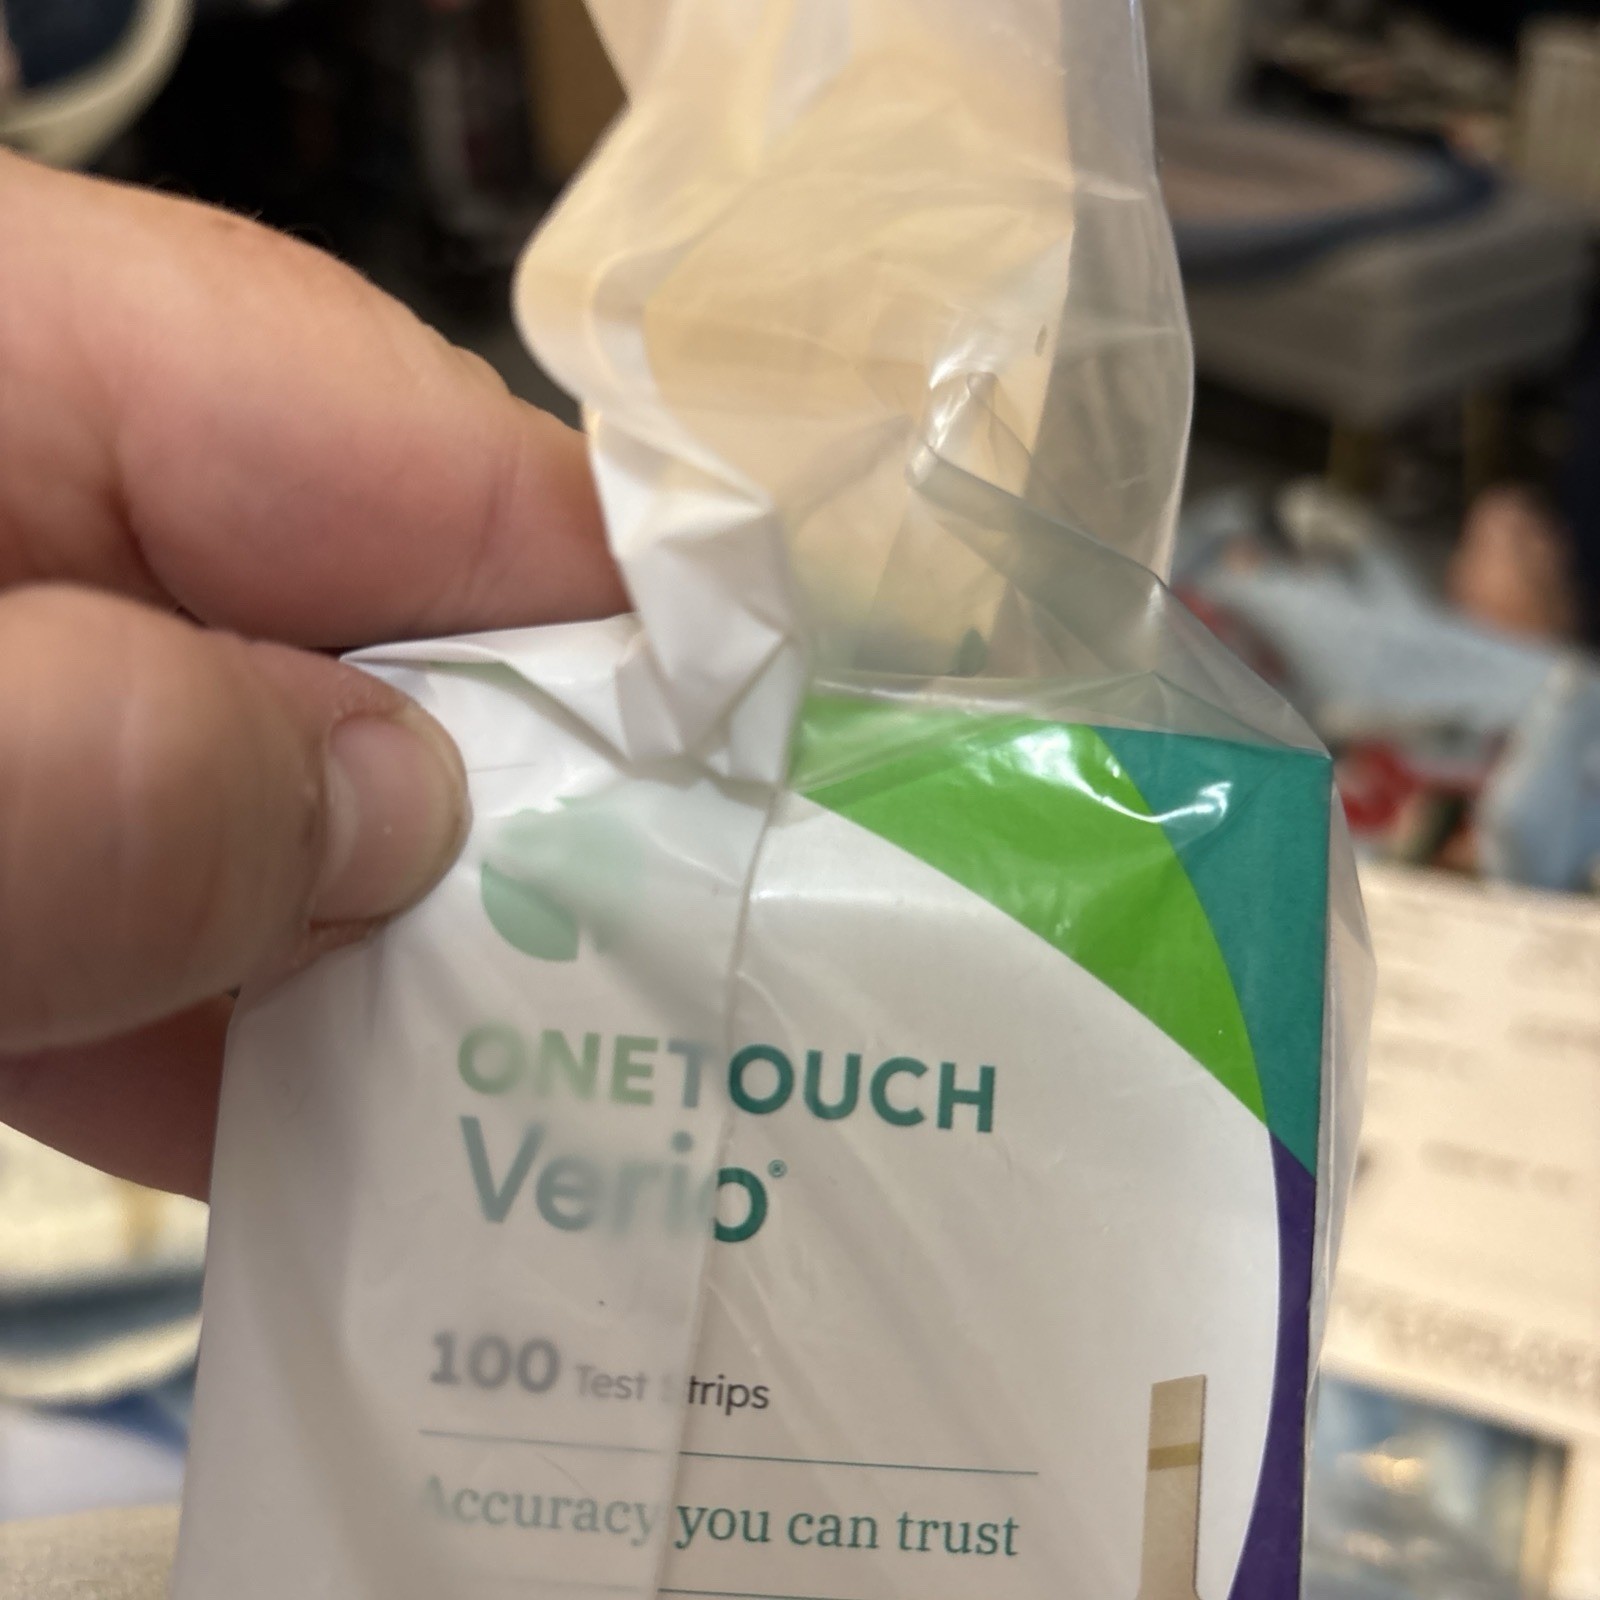 ONETOUCH
Verio®
100 Test Strips
Accuracy you can trust